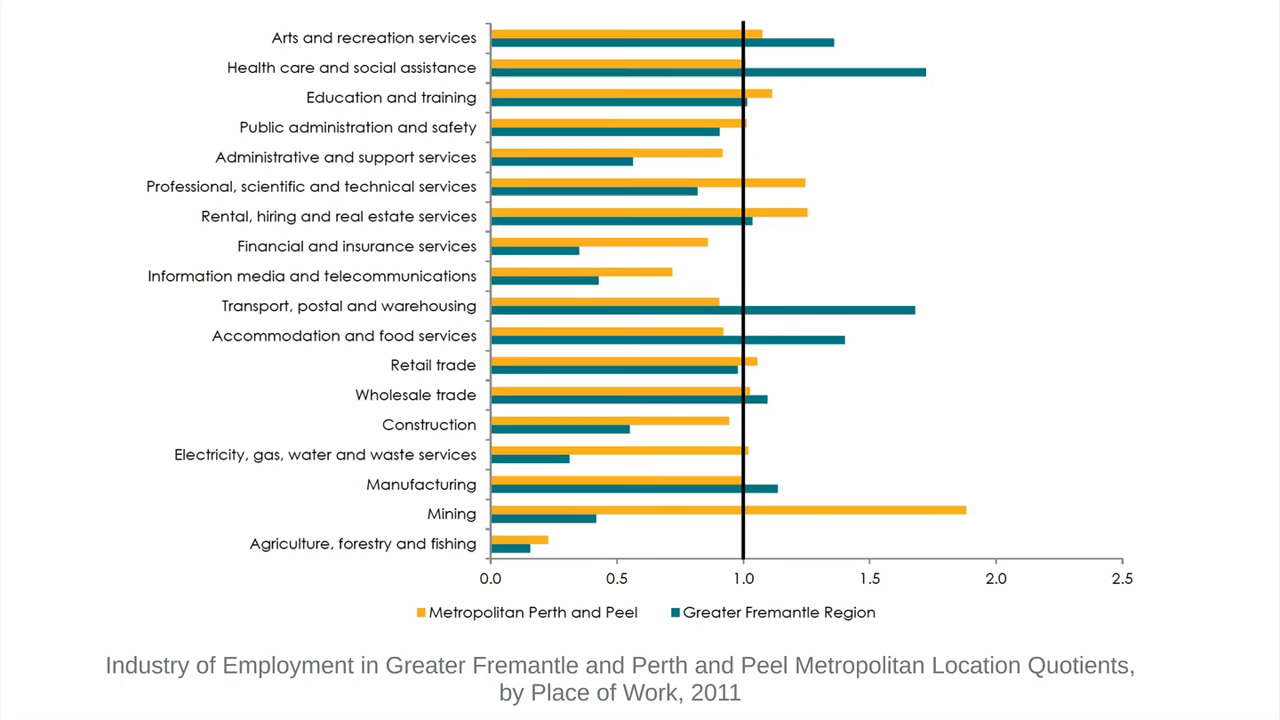 Arts and recreation services
Health care and social assistance
Education and training
Public administration and safety
Administrative and support services
Professional, scientific and technical services
Rental, hiring and real estate services
Financial and insurance services
Information media and telecommunications
Transport, postal and warehousing
Accommodation and food services
Retail trade
Wholesale trade
Construction
Electricity, gas, water and waste services
Manufacturing
Mining
Agriculture, forestry and fishing
0.0 0.5 1.0 1.5 2.0 2.5
Metropolitan Perth and Peel Greater Fremantle Region
Industry of Employment in Greater Fremantle and Perth and Peel Metropolitan Location Quotients,
by Place of Work, 2011